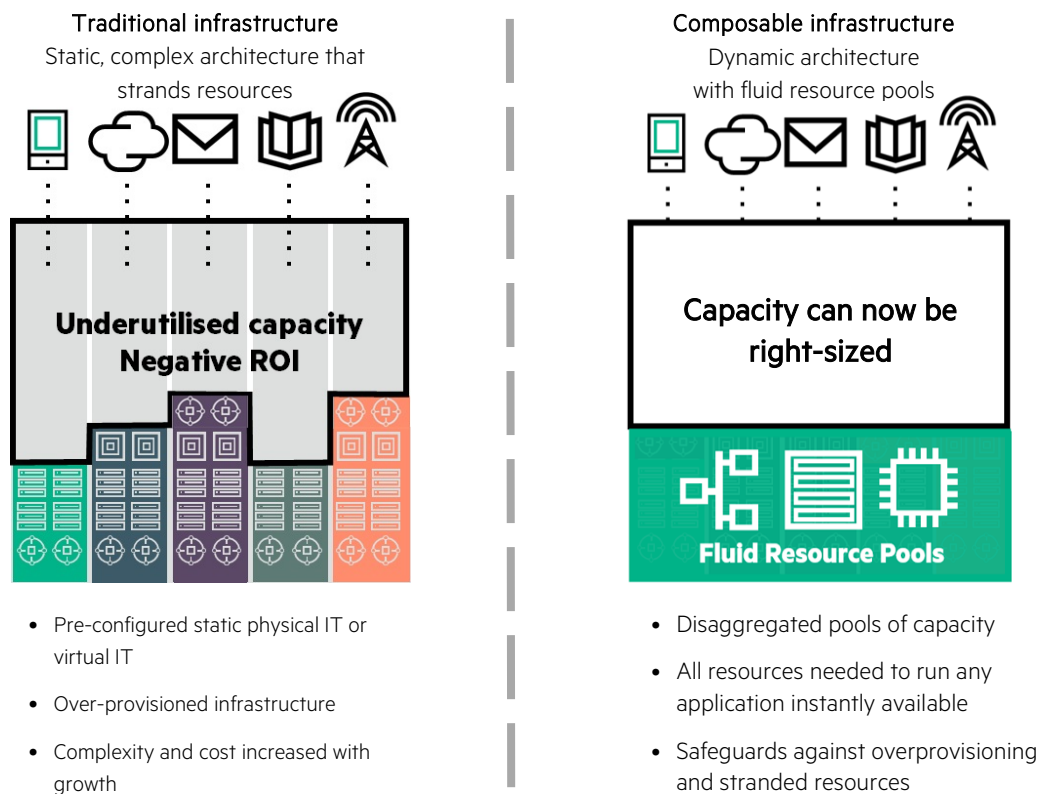 Traditional infrastructure
Static, complex architecture that
strands resources
Underutilised capacity
Negative ROI
• Pre-configured static physical IT or
virtual IT
• Over-provisioned infrastructure
• Complexity and cost increased with
growth
Composable infrastructure
Dynamic architecture
with fluid resource pools
Capacity can now be
right-sized
Fluid Resource Pools
• Disaggregated pools of capacity
• All resources needed to run any
application instantly available
• Safeguards against overprovisioning
and stranded resources